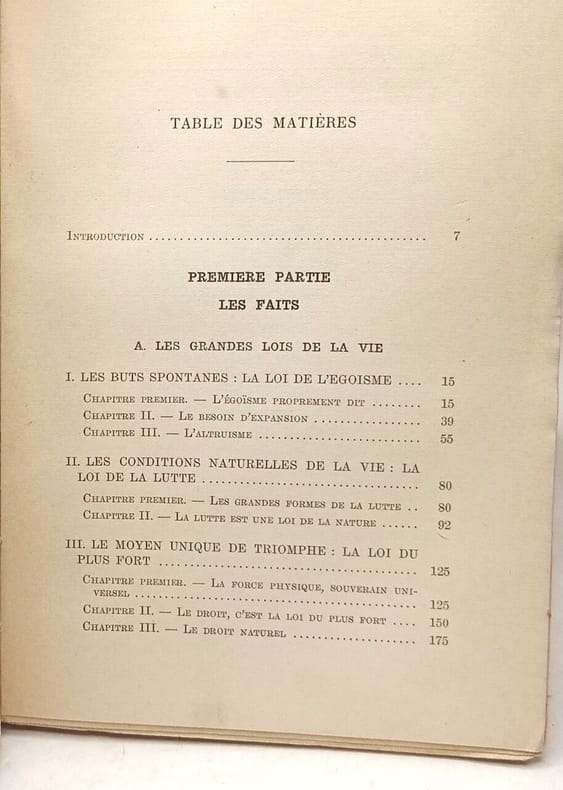 TABLE DES MATIÈRES
INTRODUCTION ........................................... 7
PREMIERE PARTIE
LES FAITS
A. LES GRANDES LOIS DE LA VIE
I. LES BUTS SPONTANES : LA LOI DE L'EGOISME .... 15
CHAPITRE PREMIER. — L'ÉGOÏSME PROPREMENT DIT ........ 15
CHAPITRE II. — LE BESOIN D'EXPANSION ................. 39
CHAPITRE III. — L'ALTRUISME .......................... 55
II. LES CONDITIONS NATURELLES DE LA VIE : LA
LOI DE LA LUTTE .................................. 80
CHAPITRE PREMIER. — LES GRANDES FORMES DE LA LUTTE .. 80
CHAPITRE II. — LA LUTTE EST UNE LOI DE LA NATURE ...... 92
III. LE MOYEN UNIQUE DE TRIOMPHE : LA LOI DU
PLUS FORT ........................................ 125
CHAPITRE PREMIER. — LA FORCE PHYSIQUE, SOUVERAIN UNI-
VERSEL ............................................ 125
CHAPITRE II. — LE DROIT, C'EST LA LOI DU PLUS FORT .... 150
CHAPITRE III. — LE DROIT NATUREL .................... 175